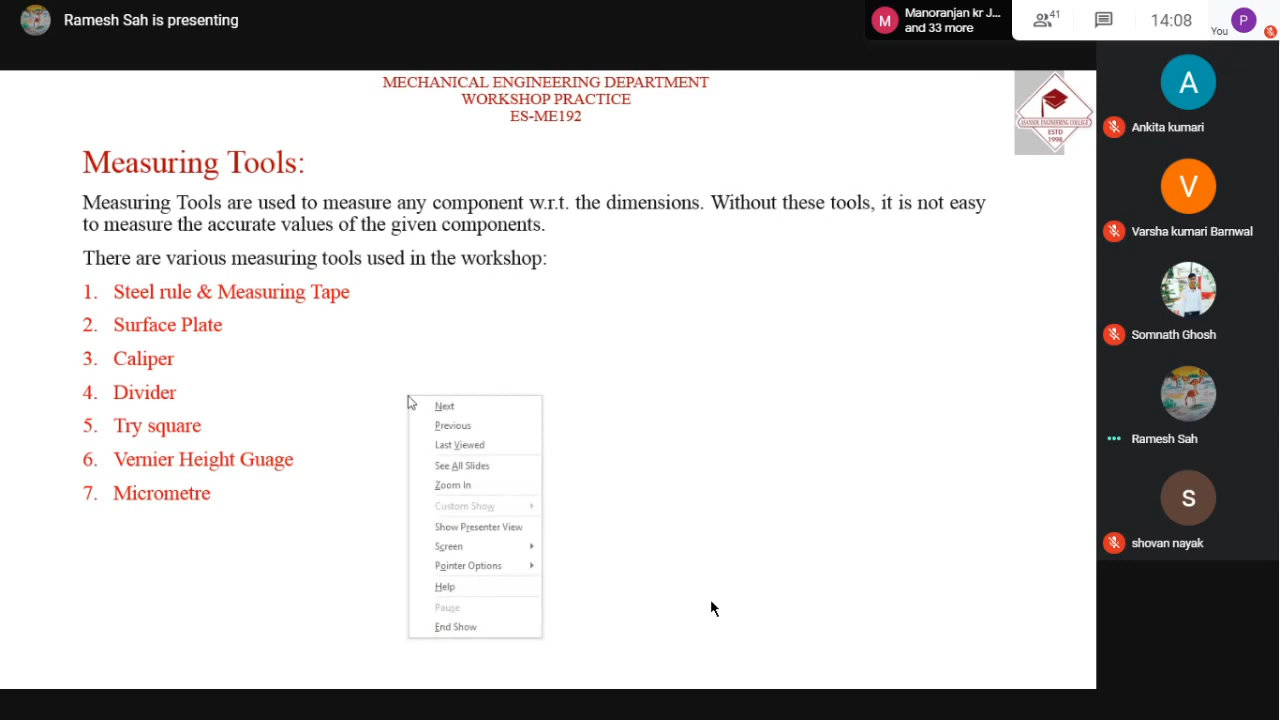 Ramesh Sah is presenting
M
Manoranjan kr J...
and 33 more
41
14:08
You
P
MECHANICAL ENGINEERING DEPARTMENT
WORKSHOP PRACTICE
ES-ME192
ASANSOL ENGINEERING COLLEGE
ESTD
1998
Measuring Tools:
Measuring Tools are used to measure any component w.r.t. the dimensions. Without these tools, it is not easy
to measure the accurate values of the given components.
There are various measuring tools used in the workshop:
1. Steel rule & Measuring Tape
2. Surface Plate
3. Caliper
4. Divider
5. Try square
6. Vernier Height Guage
7. Micrometre
Next
Previous
Last Viewed
See All Slides
Zoom In
Custom Show
Show Presenter View
Screen
Pointer Options
Help
Pause
End Show
A
Ankita kumari
V
Varsha kumari Barnwal
Somnath Ghosh
Ramesh Sah
s
shovan nayak